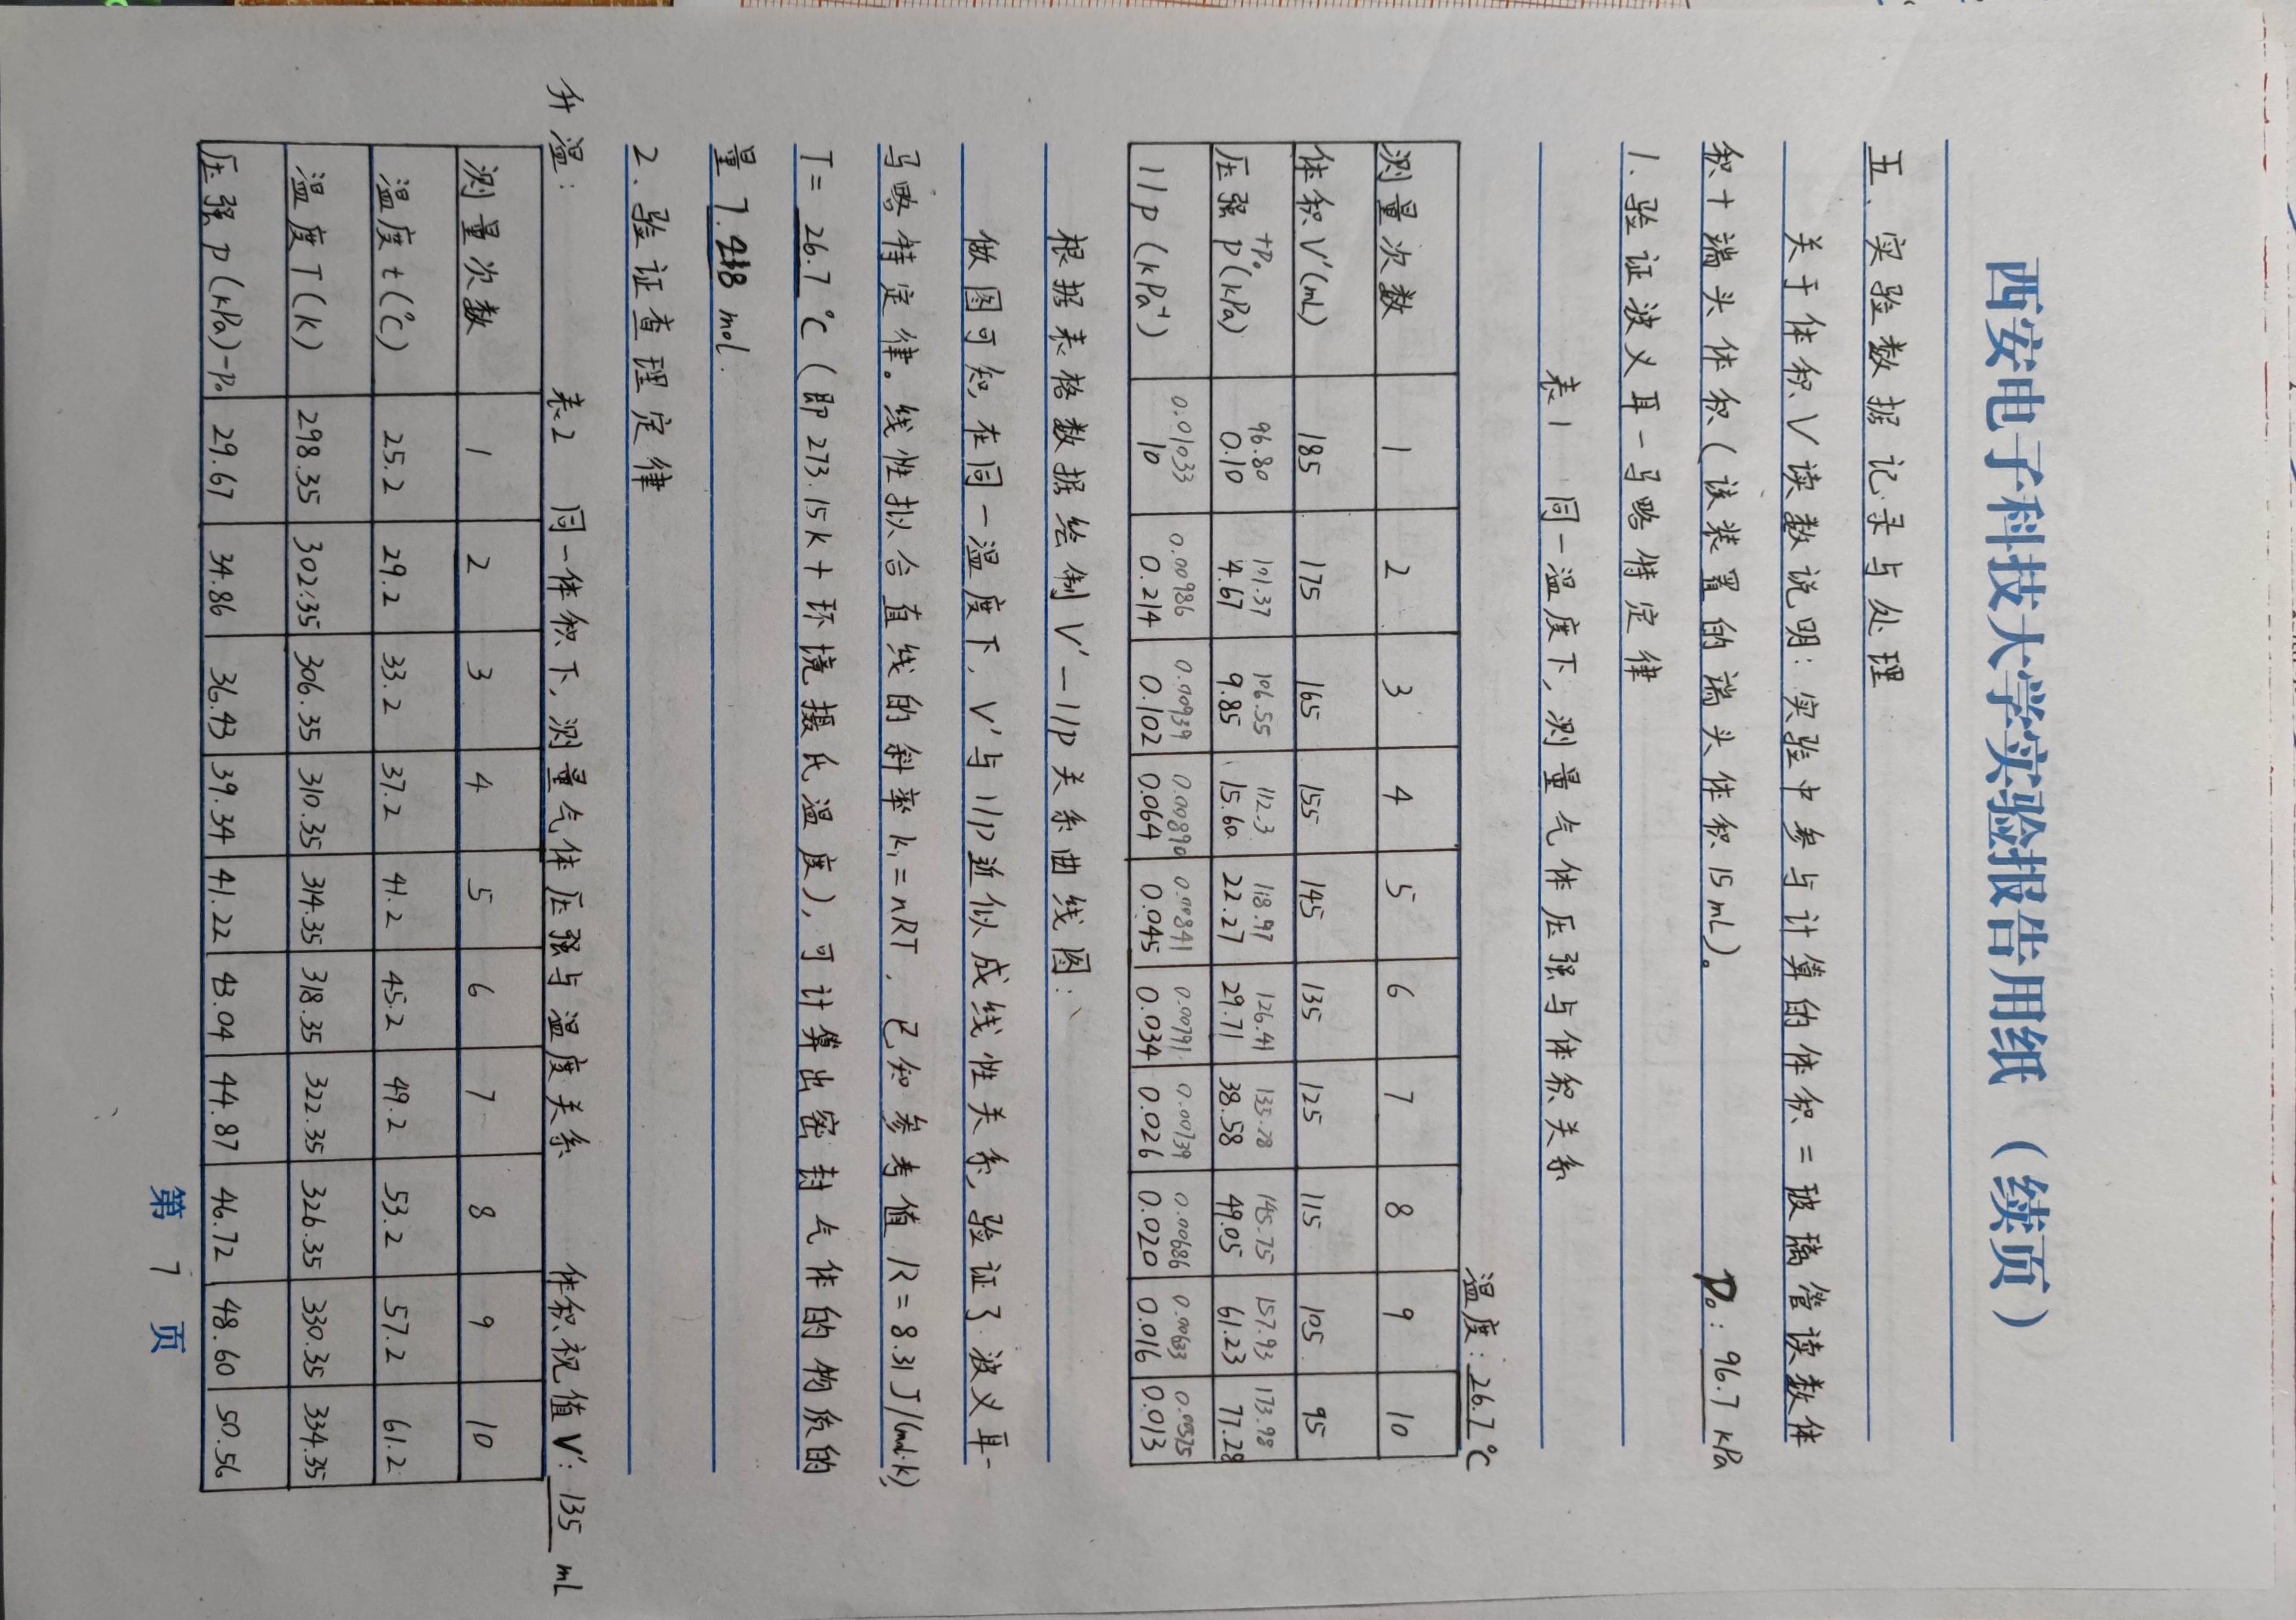 西安电子科技大学实验报告用纸 （续页）
五、实验数据记录与处理
关于体积V读数说明：实验中参与计算的体积=玻璃管读数体
积+端头体积(该装置的端头体积15mL)。 P₀: 96.7 kPa
1.验证波义耳-马略特定律
表1 同一温度下,测量气体压强与体积关系
温度: 26.7℃
测量次数 1 2 3 4 5 6 7 8 9 10
体积V'(mL) 185 175 165 155 145 135 125 115 105 95
+P₀ 96.80 101.37 106.55 112.3 118.97 126.41 135.28 145.75 157.93 173.98
压强 p(kPa) 0.10 4.67 9.85 15.60 22.27 29.71 38.58 49.05 61.23 77.28
0.01033 0.00986 0.00939 0.00890 0.00841 0.00791 0.00739 0.00686 0.00633 0.00575
1/p (kPa⁻¹) 10 0.214 0.102 0.064 0.045 0.034 0.026 0.020 0.016 0.013
根据表格数据绘制V'-1/p关系曲线图:
做图可知,在同一温度下,V'与1/p近似成线性关系,验证了波义耳-
马略特定律。线性拟合直线的斜率k₁=nRT,已知参考值R=8.31J/(mol·k),
T= 26.7 ℃ (即273.15K+环境摄氏温度),可计算出密封气体的物质的
量 mol.
2.验证查理定律
升温: 表2 同一体积下,测量气体压强与温度关系 体积视值V': 135 mL
测量次数 1 2 3 4 5 6 7 8 9 10
温度t(℃) 25.2 29.2 33.2 37.2 41.2 45.2 49.2 53.2 57.2 61.2
温度T(K) 298.35 302.35 306.35 310.35 314.35 318.35 322.35 326.35 330.35 334.35
压强 p(kPa)-P₀ 29.67 34.86 36.43 39.34 41.22 43.04 44.87 46.72 48.60 50.56
第 7 页